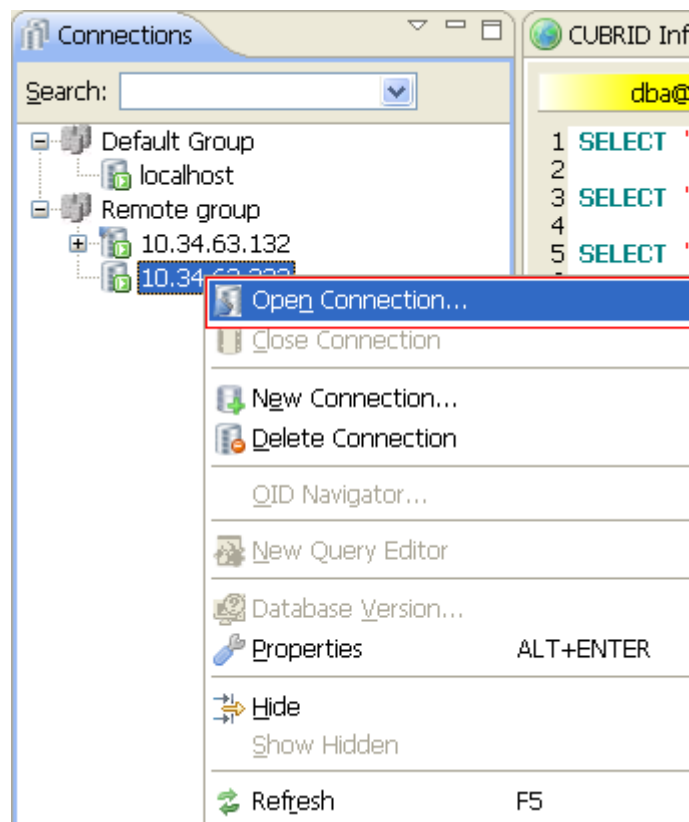 Connections
CUBRID Inf
Search:
dba@
Default Group
localhost
Remote group
10.34.63.132
10.34
1 SELECT '
2
3 SELECT '
4
5 SELECT '
Open Connection...
Close Connection
New Connection...
Delete Connection
OID Navigator...
New Query Editor
Database Version...
Properties ALT+ENTER
Hide
Show Hidden
Refresh F5